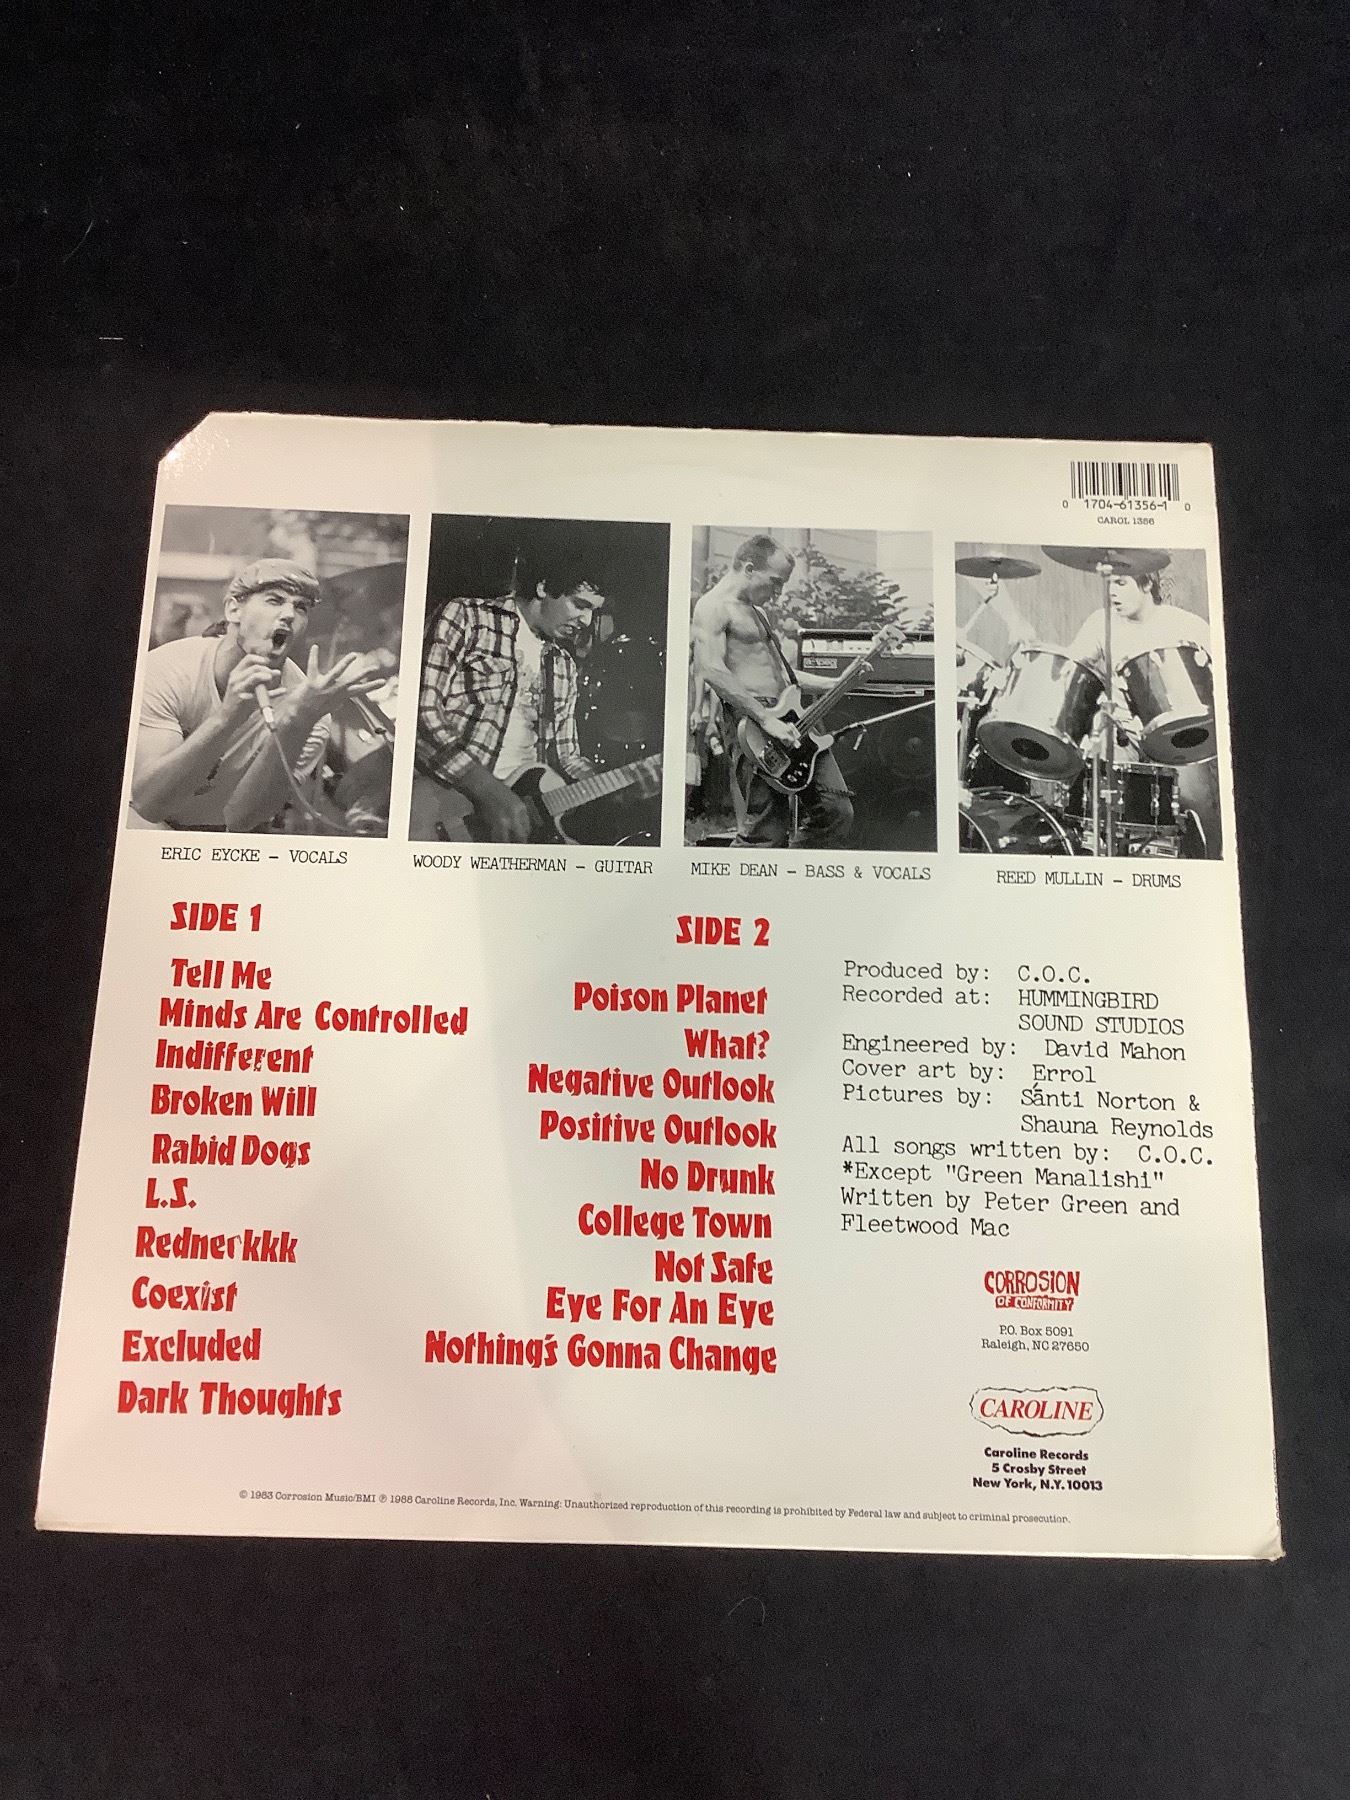 0 1704-61356-1 0
CAROL 1356
ERIC EYCKE - VOCALS
WOODY WEATHERMAN - GUITAR
MIKE DEAN - BASS & VOCALS
REED MULLIN - DRUMS
SIDE 1
Tell Me
Minds Are Controlled
Indifferent
Broken Will
Rabid Dogs
L.S.
Rednerkkk
Coexist
Excluded
Dark Thoughts
SIDE 2
Poison Planet
What?
Negative Outlook
Positive Outlook
No Drunk
College Town
Not Safe
Eye For An Eye
Nothing's Gonna Change
Produced by: C.O.C.
Recorded at: HUMMINGBIRD
SOUND STUDIOS
Engineered by: David Mahon
Cover art by: Errol
Pictures by: Sánti Norton &
Shauna Reynolds
All songs written by: C.O.C.
*Except "Green Manalishi"
Written by Peter Green and
Fleetwood Mac
CORROSION
OF CONFORMITY
P.O. Box 5091
Raleigh, NC 27650
CAROLINE
Caroline Records
5 Crosby Street
New York, N.Y. 10013
© 1983 Corrosion Music/BMI ℗ 1988 Caroline Records, Inc. Warning: Unauthorized reproduction of this recording is prohibited by Federal law and subject to criminal prosecution.